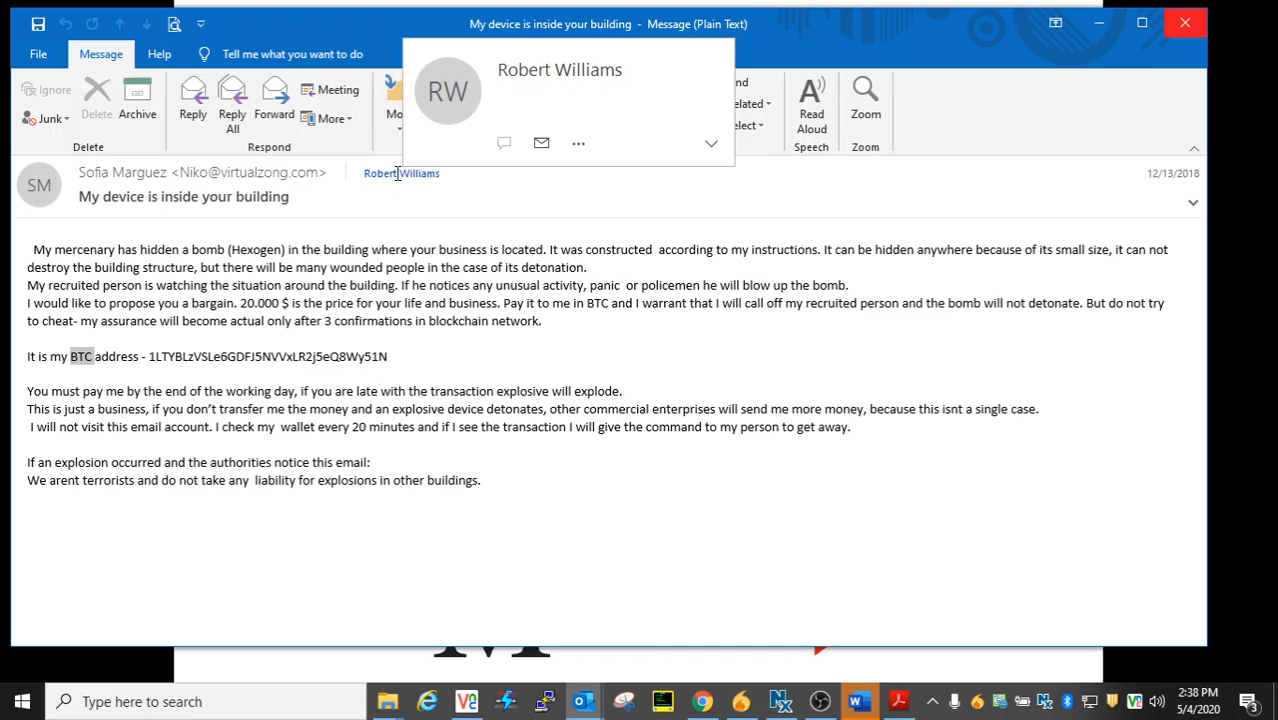 My device is inside your building - Message (Plain Text)
File Message Help Tell me what you want to do
Robert Williams
RW
Ignore
Junk
Delete
Archive
Reply
Reply All
Forward
Meeting
More
Mo
nd
elated
elect
Read Aloud
Zoom
Delete Respond Speech Zoom
SM
Sofia Marguez <Niko@virtualzong.com> Robert Williams 12/13/2018
My device is inside your building
My mercenary has hidden a bomb (Hexogen) in the building where your business is located. It was constructed  according to my instructions. It can be hidden anywhere because of its small size, it can not
destroy the building structure, but there will be many wounded people in the case of its detonation.
My recruited person is watching the situation around the building. If he notices any unusual activity, panic  or policemen he will blow up the bomb.
I would like to propose you a bargain. 20.000 $ is the price for your life and business. Pay it to me in BTC and I warrant that I will call off my recruited person and the bomb will not detonate. But do not try
to cheat- my assurance will become actual only after 3 confirmations in blockchain network.
It is my BTC address - 1LTYBLzVSLe6GDFJ5NVVxLR2j5eQ8Wy51N
You must pay me by the end of the working day, if you are late with the transaction explosive will explode.
This is just a business, if you don't transfer me the money and an explosive device detonates, other commercial enterprises will send me more money, because this isnt a single case.
I will not visit this email account. I check my  wallet every 20 minutes and if I see the transaction I will give the command to my person to get away.
If an explosion occurred and the authorities notice this email:
We arent terrorists and do not take any  liability for explosions in other buildings.
Type here to search
2:38 PM
5/4/2020
3